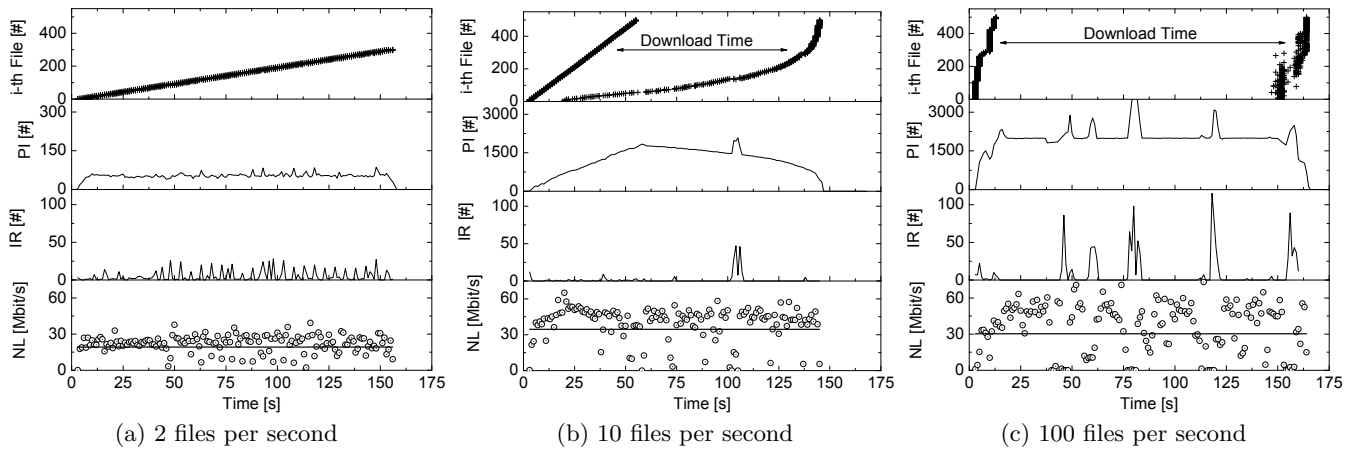 i-th File [#]
400
200
0
PI [#]
300
150
0
IR [#]
100
50
0
NL [Mbit/s]
60
30
0
0 25 50 75 100 125 150 175
Time [s]
(a) 2 files per second
i-th File [#]
400
200
0
Download Time
PI [#]
3000
1500
0
IR [#]
100
50
0
NL [Mbit/s]
60
30
0
0 25 50 75 100 125 150 175
Time [s]
(b) 10 files per second
i-th File [#]
400
200
0
Download Time
PI [#]
3000
1500
0
IR [#]
100
50
0
NL [Mbit/s]
60
30
0
0 25 50 75 100 125 150 175
Time [s]
(c) 100 files per second